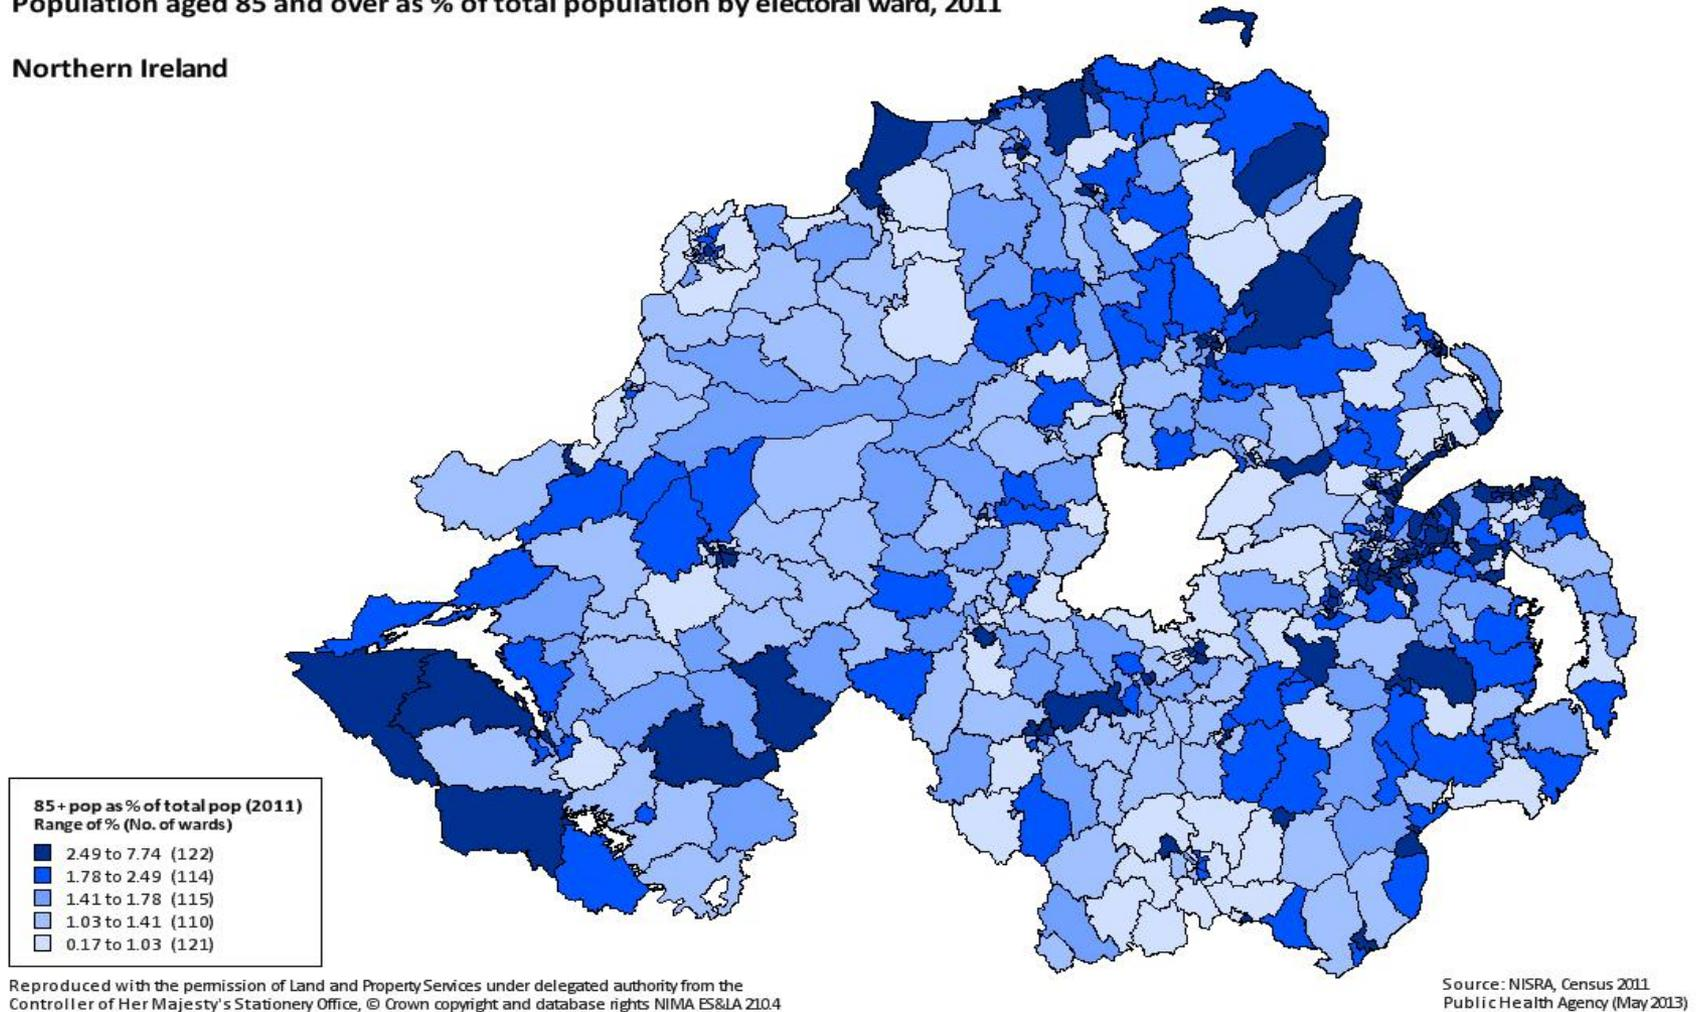 Population aged 85 and over as % of total population by electoral ward, 2011
Northern Ireland
85+ pop as % of total pop (2011)
Range of % (No. of wards)
2.49 to 7.74 (122)
1.78 to 2.49 (114)
1.41 to 1.78 (115)
1.03 to 1.41 (110)
0.17 to 1.03 (121)
Reproduced with the permission of Land and Property Services under delegated authority from the
Controller of Her Majesty's Stationery Office, © Crown copyright and database rights NIMA ES&LA 210.4
Source: NISRA, Census 2011
Public Health Agency (May 2013)